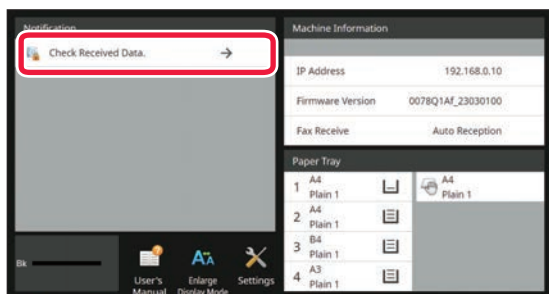 Notification
Check Received Data.
Machine Information
IP Address 192.168.0.10
Firmware Version 0078Q1Af_23030100
Fax Receive Auto Reception
Paper Tray
1 A4
Plain 1
A4
Plain 1
2 A4
Plain 1
3 B4
Plain 1
4 A3
Plain 1
Bk
User's
Manual
Enlarge
Display Mode
Settings